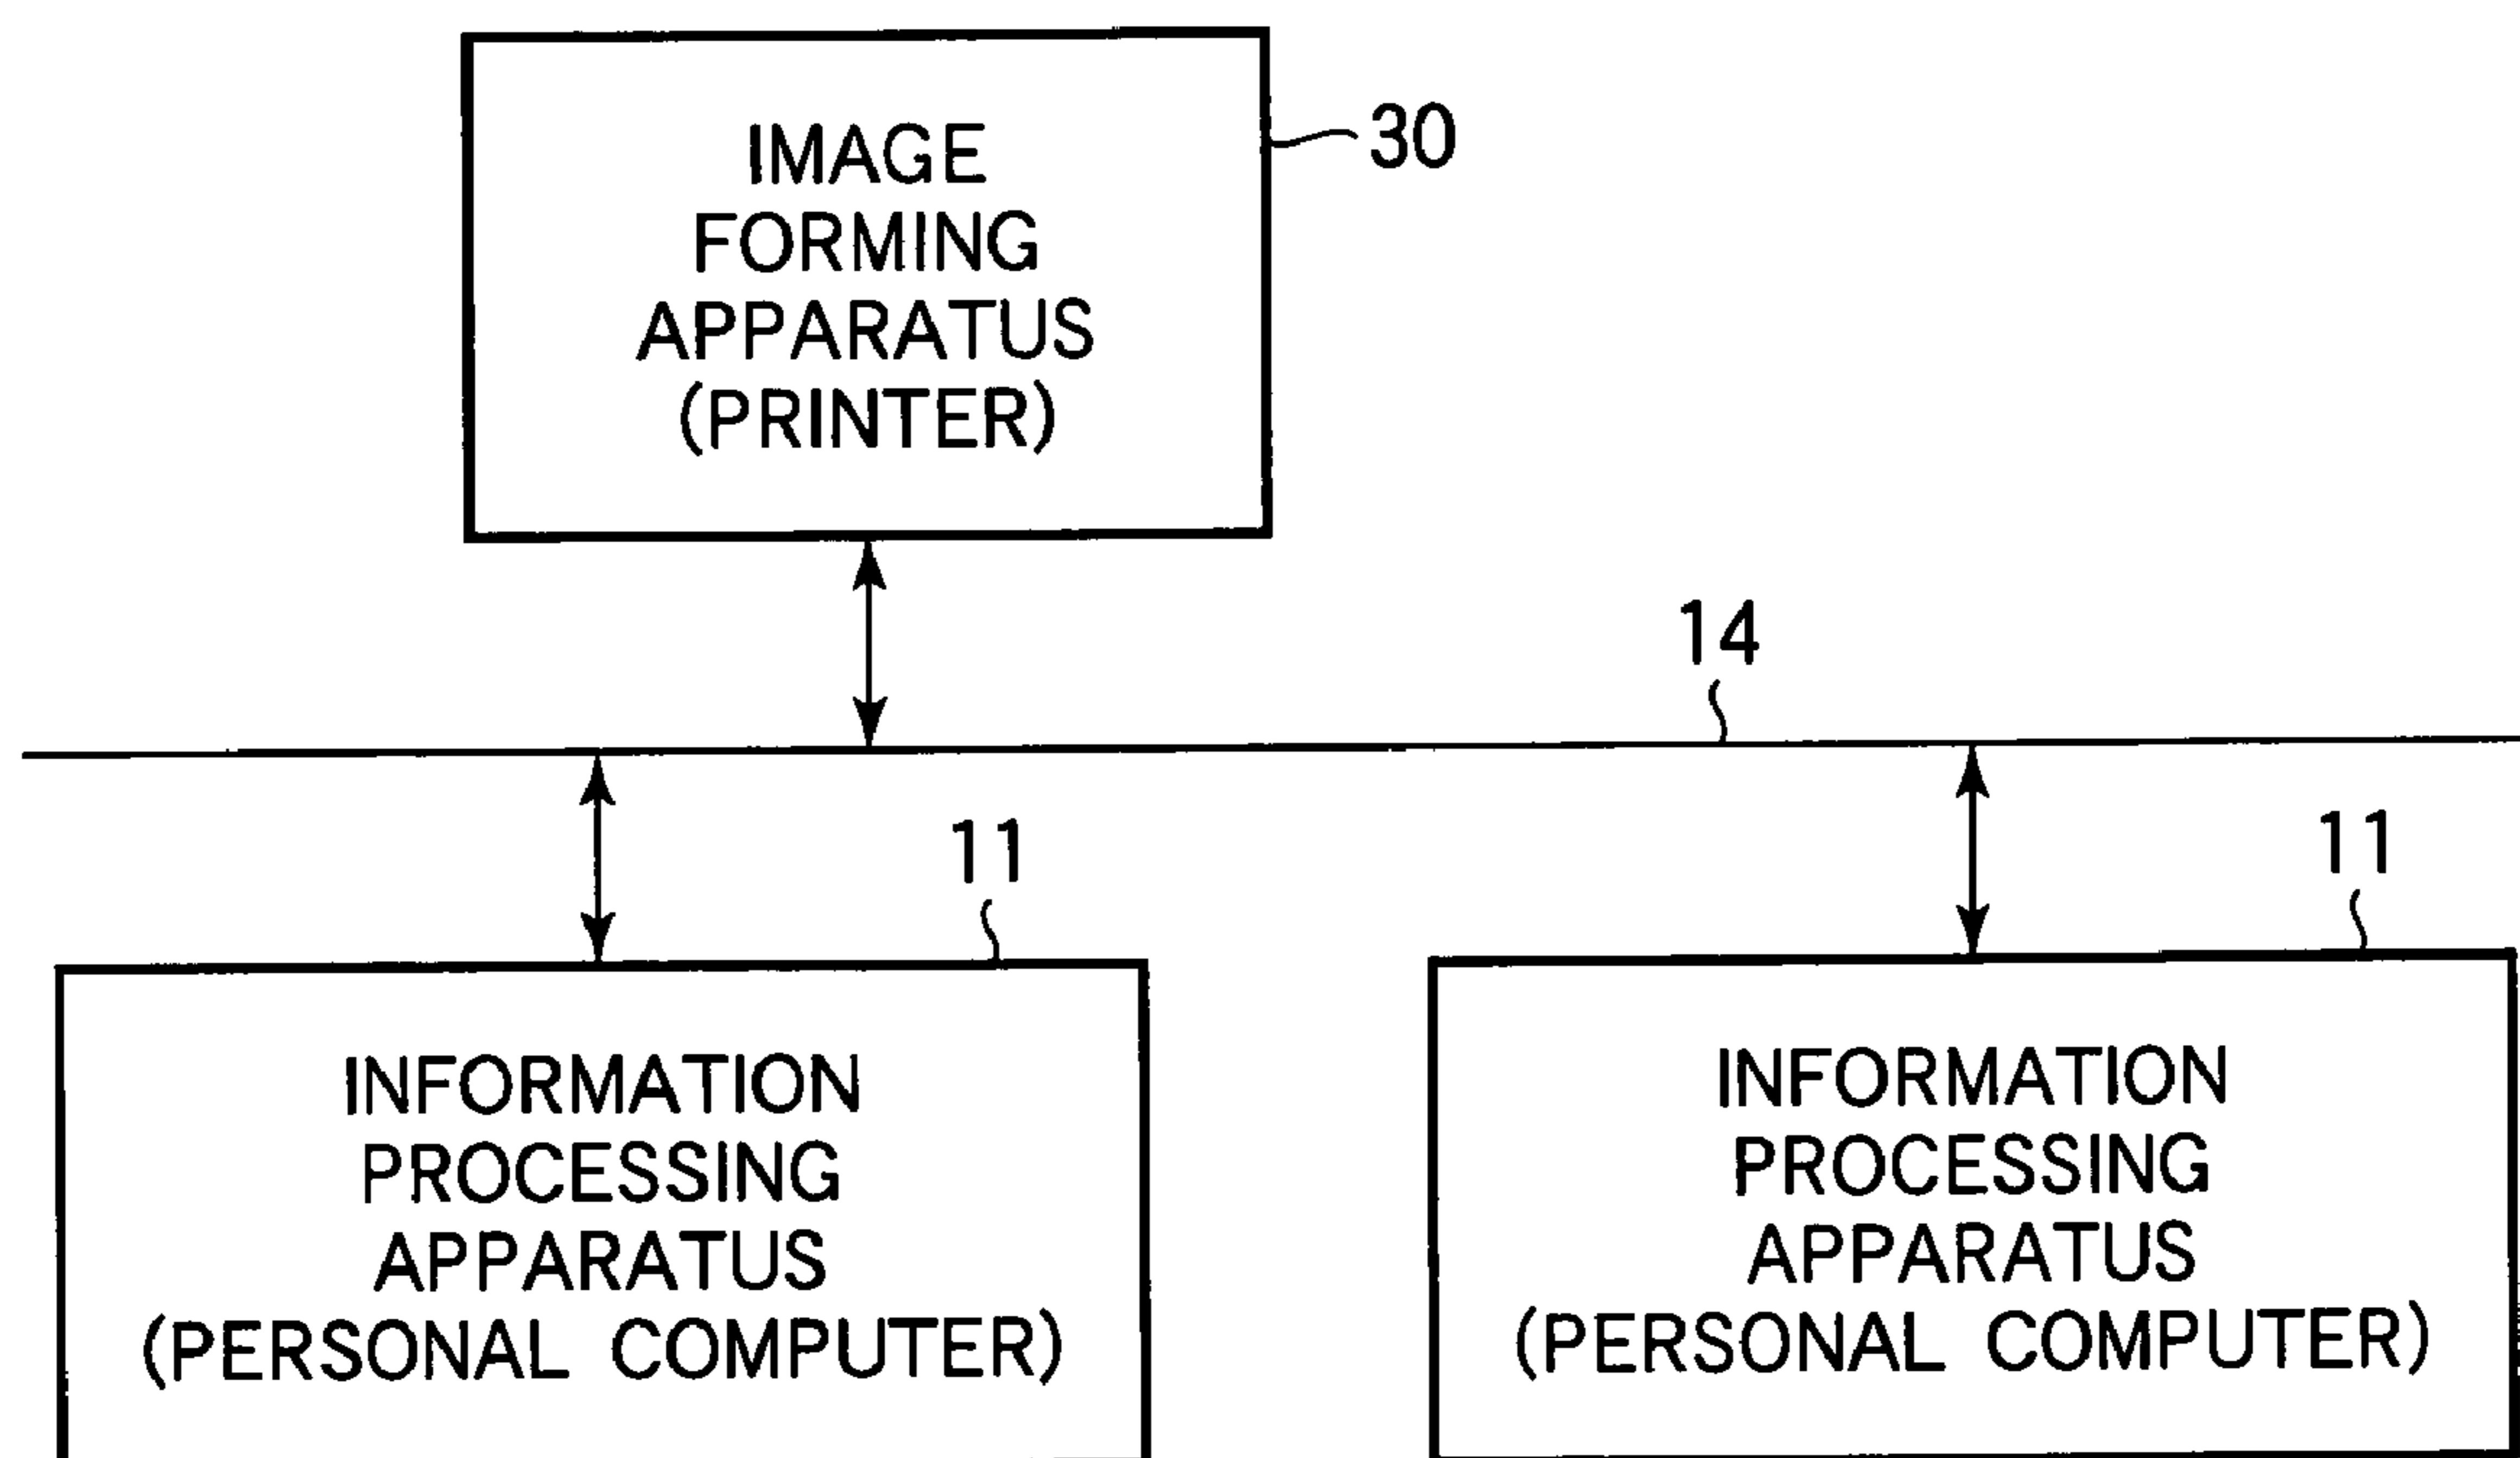 IMAGE
FORMING
APPARATUS
(PRINTER)
30
14
11
11
INFORMATION
PROCESSING
APPARATUS
(PERSONAL COMPUTER)
INFORMATION
PROCESSING
APPARATUS
(PERSONAL COMPUTER)